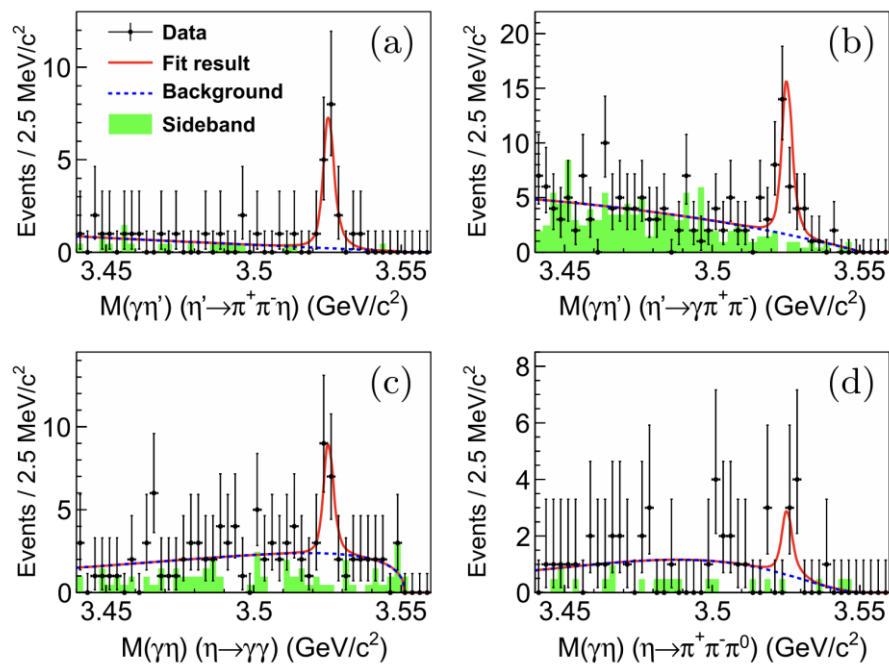 Data
Fit result
Background
Sideband
(a)
Events / 2.5 MeV/c²
10
5
0
3.45 3.5 3.55
M(γη') (η'→π⁺π⁻η) (GeV/c²)
(b)
Events / 2.5 MeV/c²
20
15
10
5
0
3.45 3.5 3.55
M(γη') (η'→γπ⁺π⁻) (GeV/c²)
(c)
Events / 2.5 MeV/c²
10
5
0
3.45 3.5 3.55
M(γη) (η→γγ) (GeV/c²)
(d)
Events / 2.5 MeV/c²
8
6
4
2
0
3.45 3.5 3.55
M(γη) (η→π⁺π⁻π⁰) (GeV/c²)